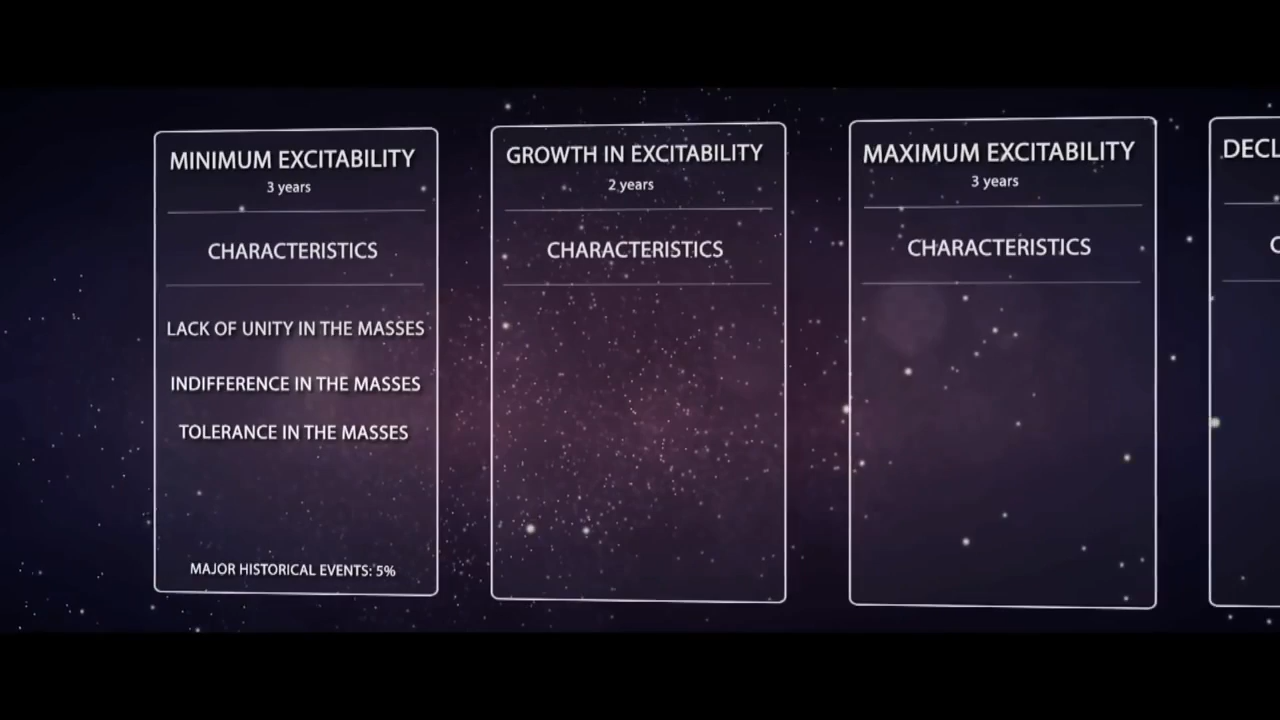 MINIMUM EXCITABILITY
3 years
CHARACTERISTICS
LACK OF UNITY IN THE MASSES
INDIFFERENCE IN THE MASSES
TOLERANCE IN THE MASSES
MAJOR HISTORICAL EVENTS: 5%
GROWTH IN EXCITABILITY
2 years
CHARACTERISTICS
MAXIMUM EXCITABILITY
3 years
CHARACTERISTICS
DECL
C